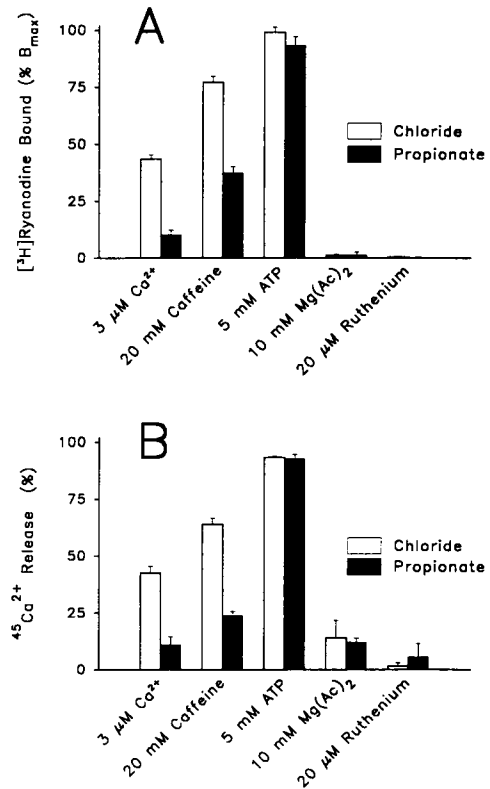 A
[³H]Ryanodine Bound (% Bmax)
100
75
50
25
0
Chloride
Propionate
3 μM Ca²⁺
20 mM Caffeine
5 mM ATP
10 mM Mg(Ac)₂
20 μM Ruthenium
B
⁴⁵Ca²⁺ Release (%)
100
75
50
25
0
Chloride
Propionate
3 μM Ca²⁺
20 mM Caffeine
5 mM ATP
10 mM Mg(Ac)₂
20 μM Ruthenium